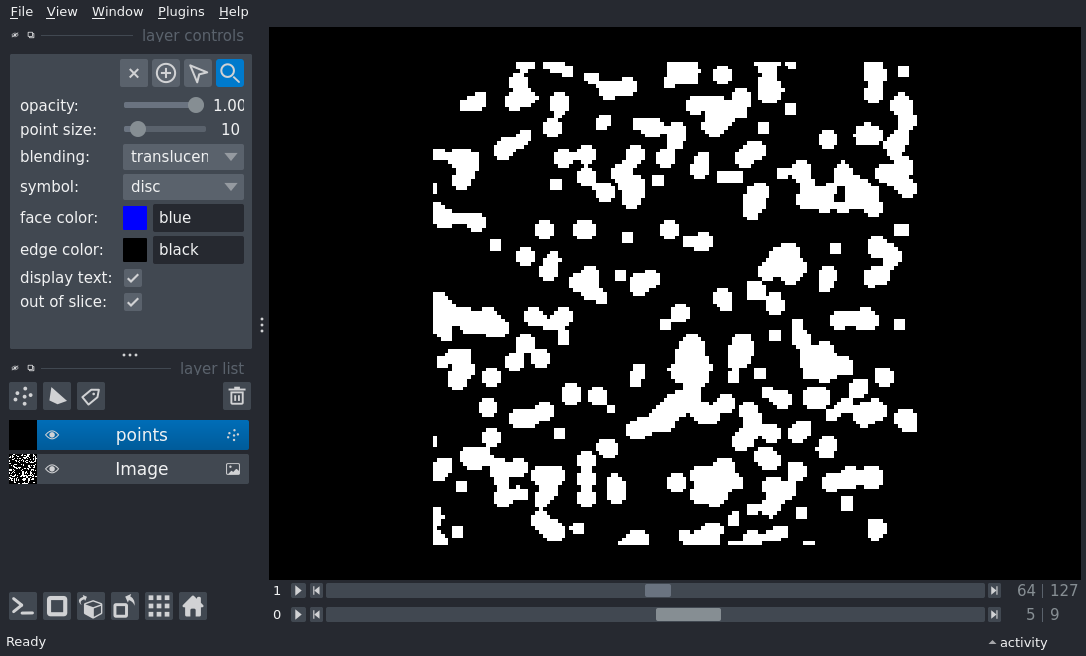 File View Window Plugins Help
layer controls
opacity: 1.00
point size: 10
blending: translucen
symbol: disc
face color: blue
edge color: black
display text:
out of slice:
layer list
points
Image
1 64 | 127
0 5 | 9
Ready activity